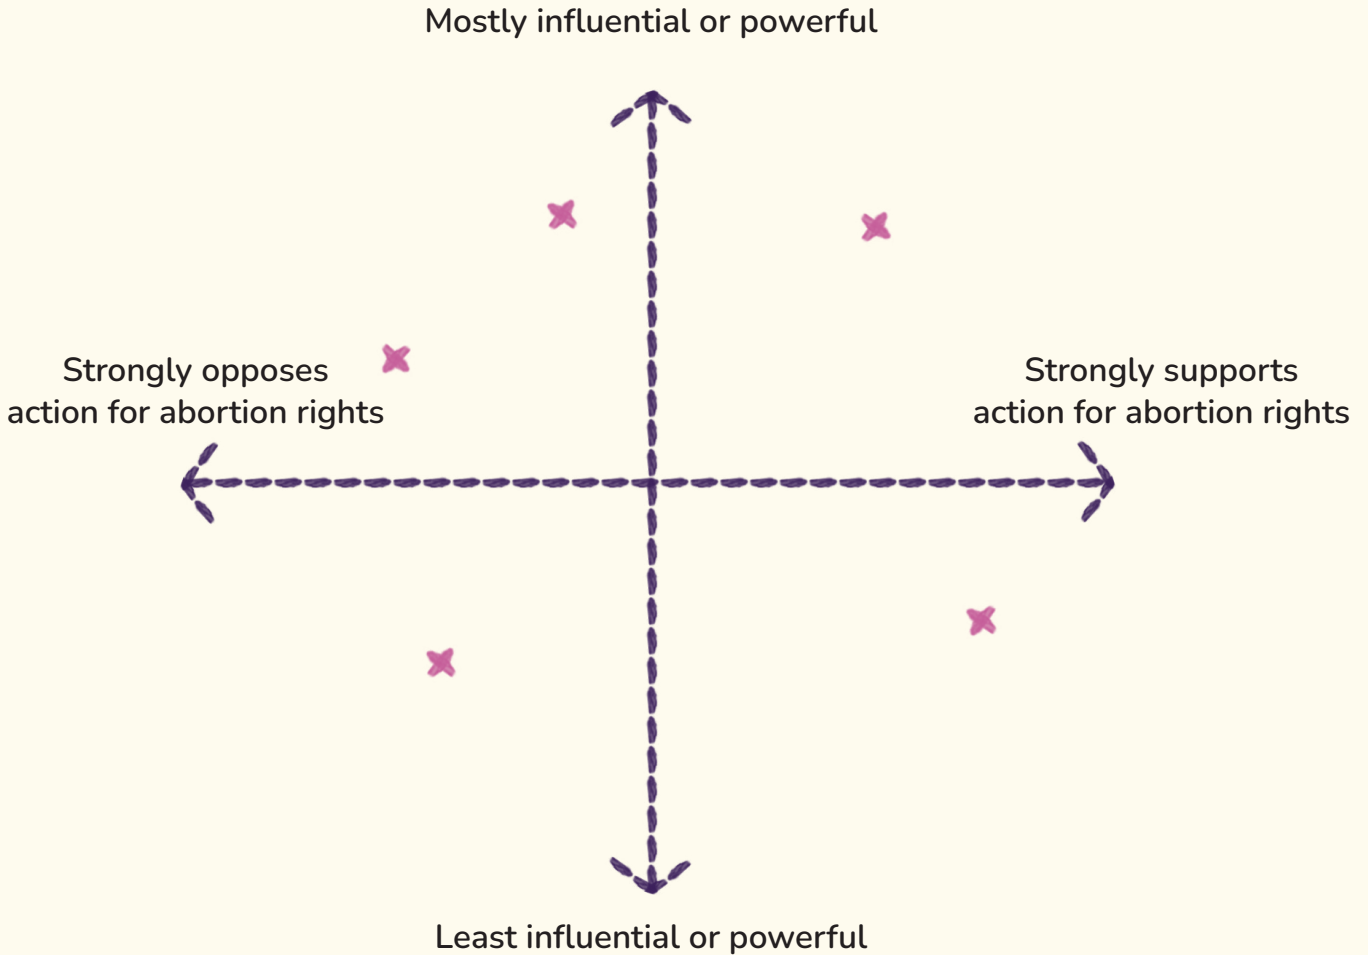 Mostly influential or powerful
Strongly opposes
action for abortion rights
Strongly supports
action for abortion rights
Least influential or powerful